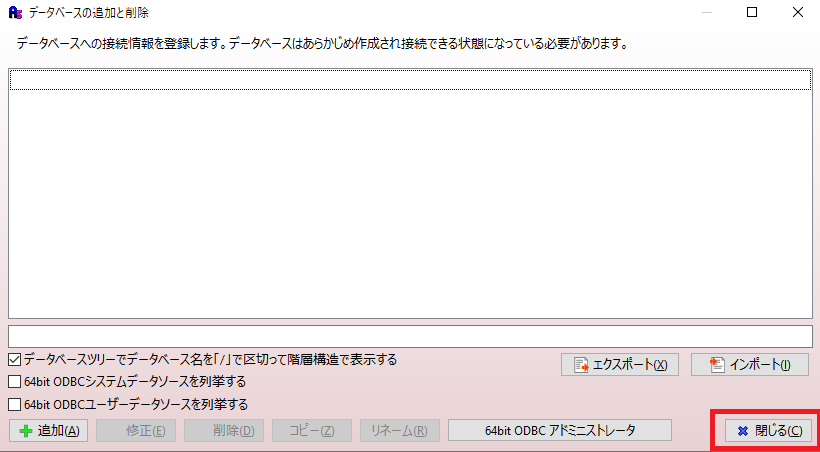 A5 データベースの追加と削除
データベースへの接続情報を登録します。データベースはあらかじめ作成され接続できる状態になっている必要があります。
データベースツリーでデータベース名を「/」で区切って階層構造で表示する
エクスポート(X) インポート(I)
64bit ODBCシステムデータソースを列挙する
64bit ODBCユーザーデータソースを列挙する
追加(A) 修正(E) 削除(D) コピー(Z) リネーム(R) 64bit ODBC アドミニストレータ 閉じる(C)